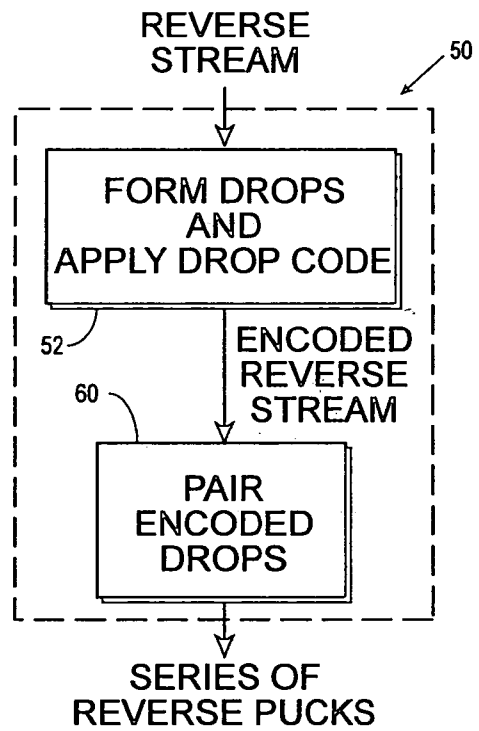 REVERSE
STREAM
50
FORM DROPS
AND
APPLY DROP CODE
52
ENCODED
REVERSE
STREAM
60
PAIR
ENCODED
DROPS
SERIES OF
REVERSE PUCKS